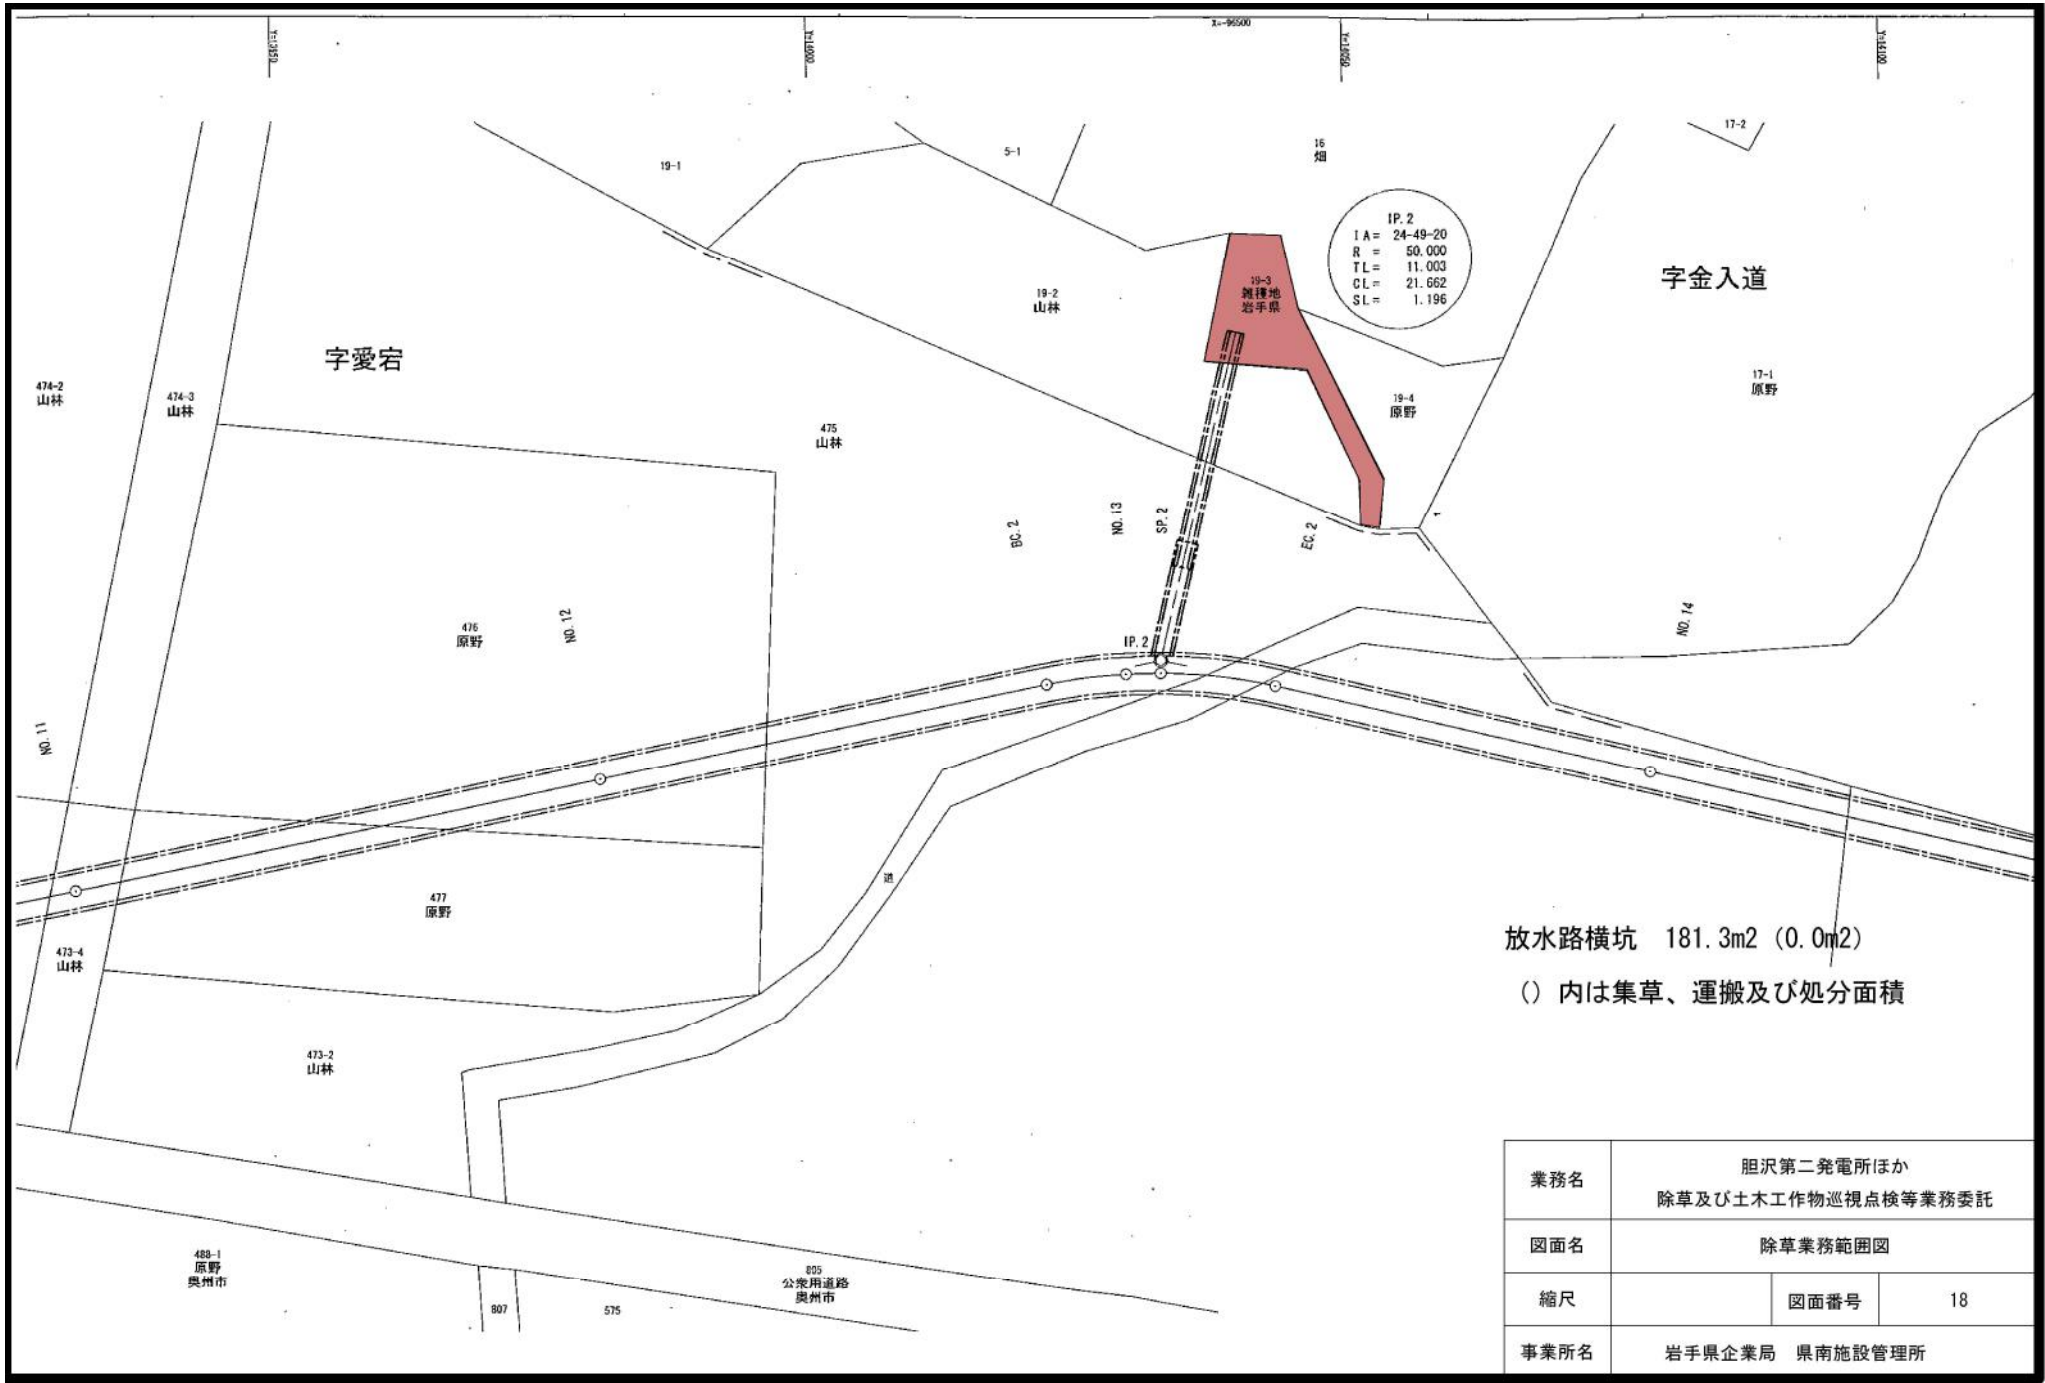 Y=13950
Y=14000
X=-96500
Y=14050
Y=14100
19-1
5-1
16
畑
17-2
IP.2
IA= 24-49-20
R = 50.000
TL= 11.003
CL= 21.662
SL= 1.196
字金入道
19-2
山林
19-3
雑種地
岩手県
字愛宕
474-2
山林
474-3
山林
475
山林
19-4
原野
17-1
原野
BC.2
NO.13
SP.2
EC.2
1
476
原野
NO.12
IP.2
NO.14
NO.11
道
477
原野
473-4
山林
放水路横坑 181.3m2（0.0m2）
（）内は集草、運搬及び処分面積
473-2
山林
488-1
原野
奥州市
807
575
805
公衆用道路
奥州市
業務名
胆沢第二発電所ほか
除草及び土木工作物巡視点検等業務委託
図面名
除草業務範囲図
縮尺
図面番号
18
事業所名
岩手県企業局 県南施設管理所